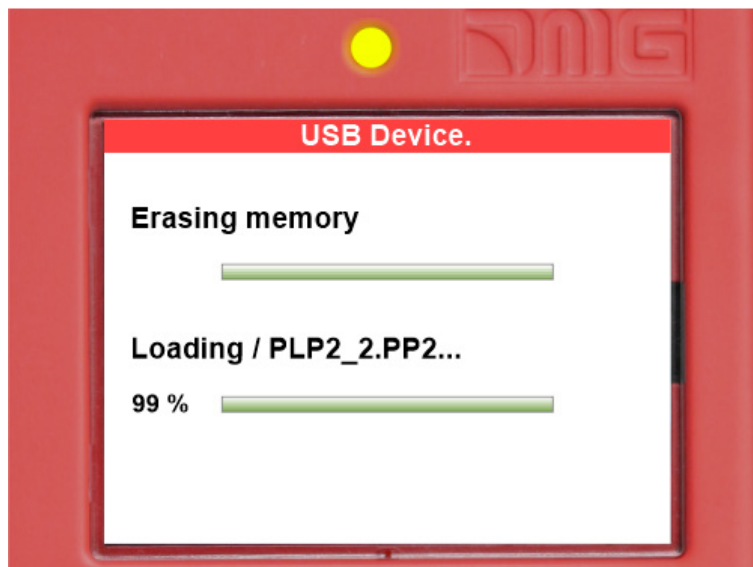 DMG
USB Device.
Erasing memory
Loading / PLP2_2.PP2...
99 %